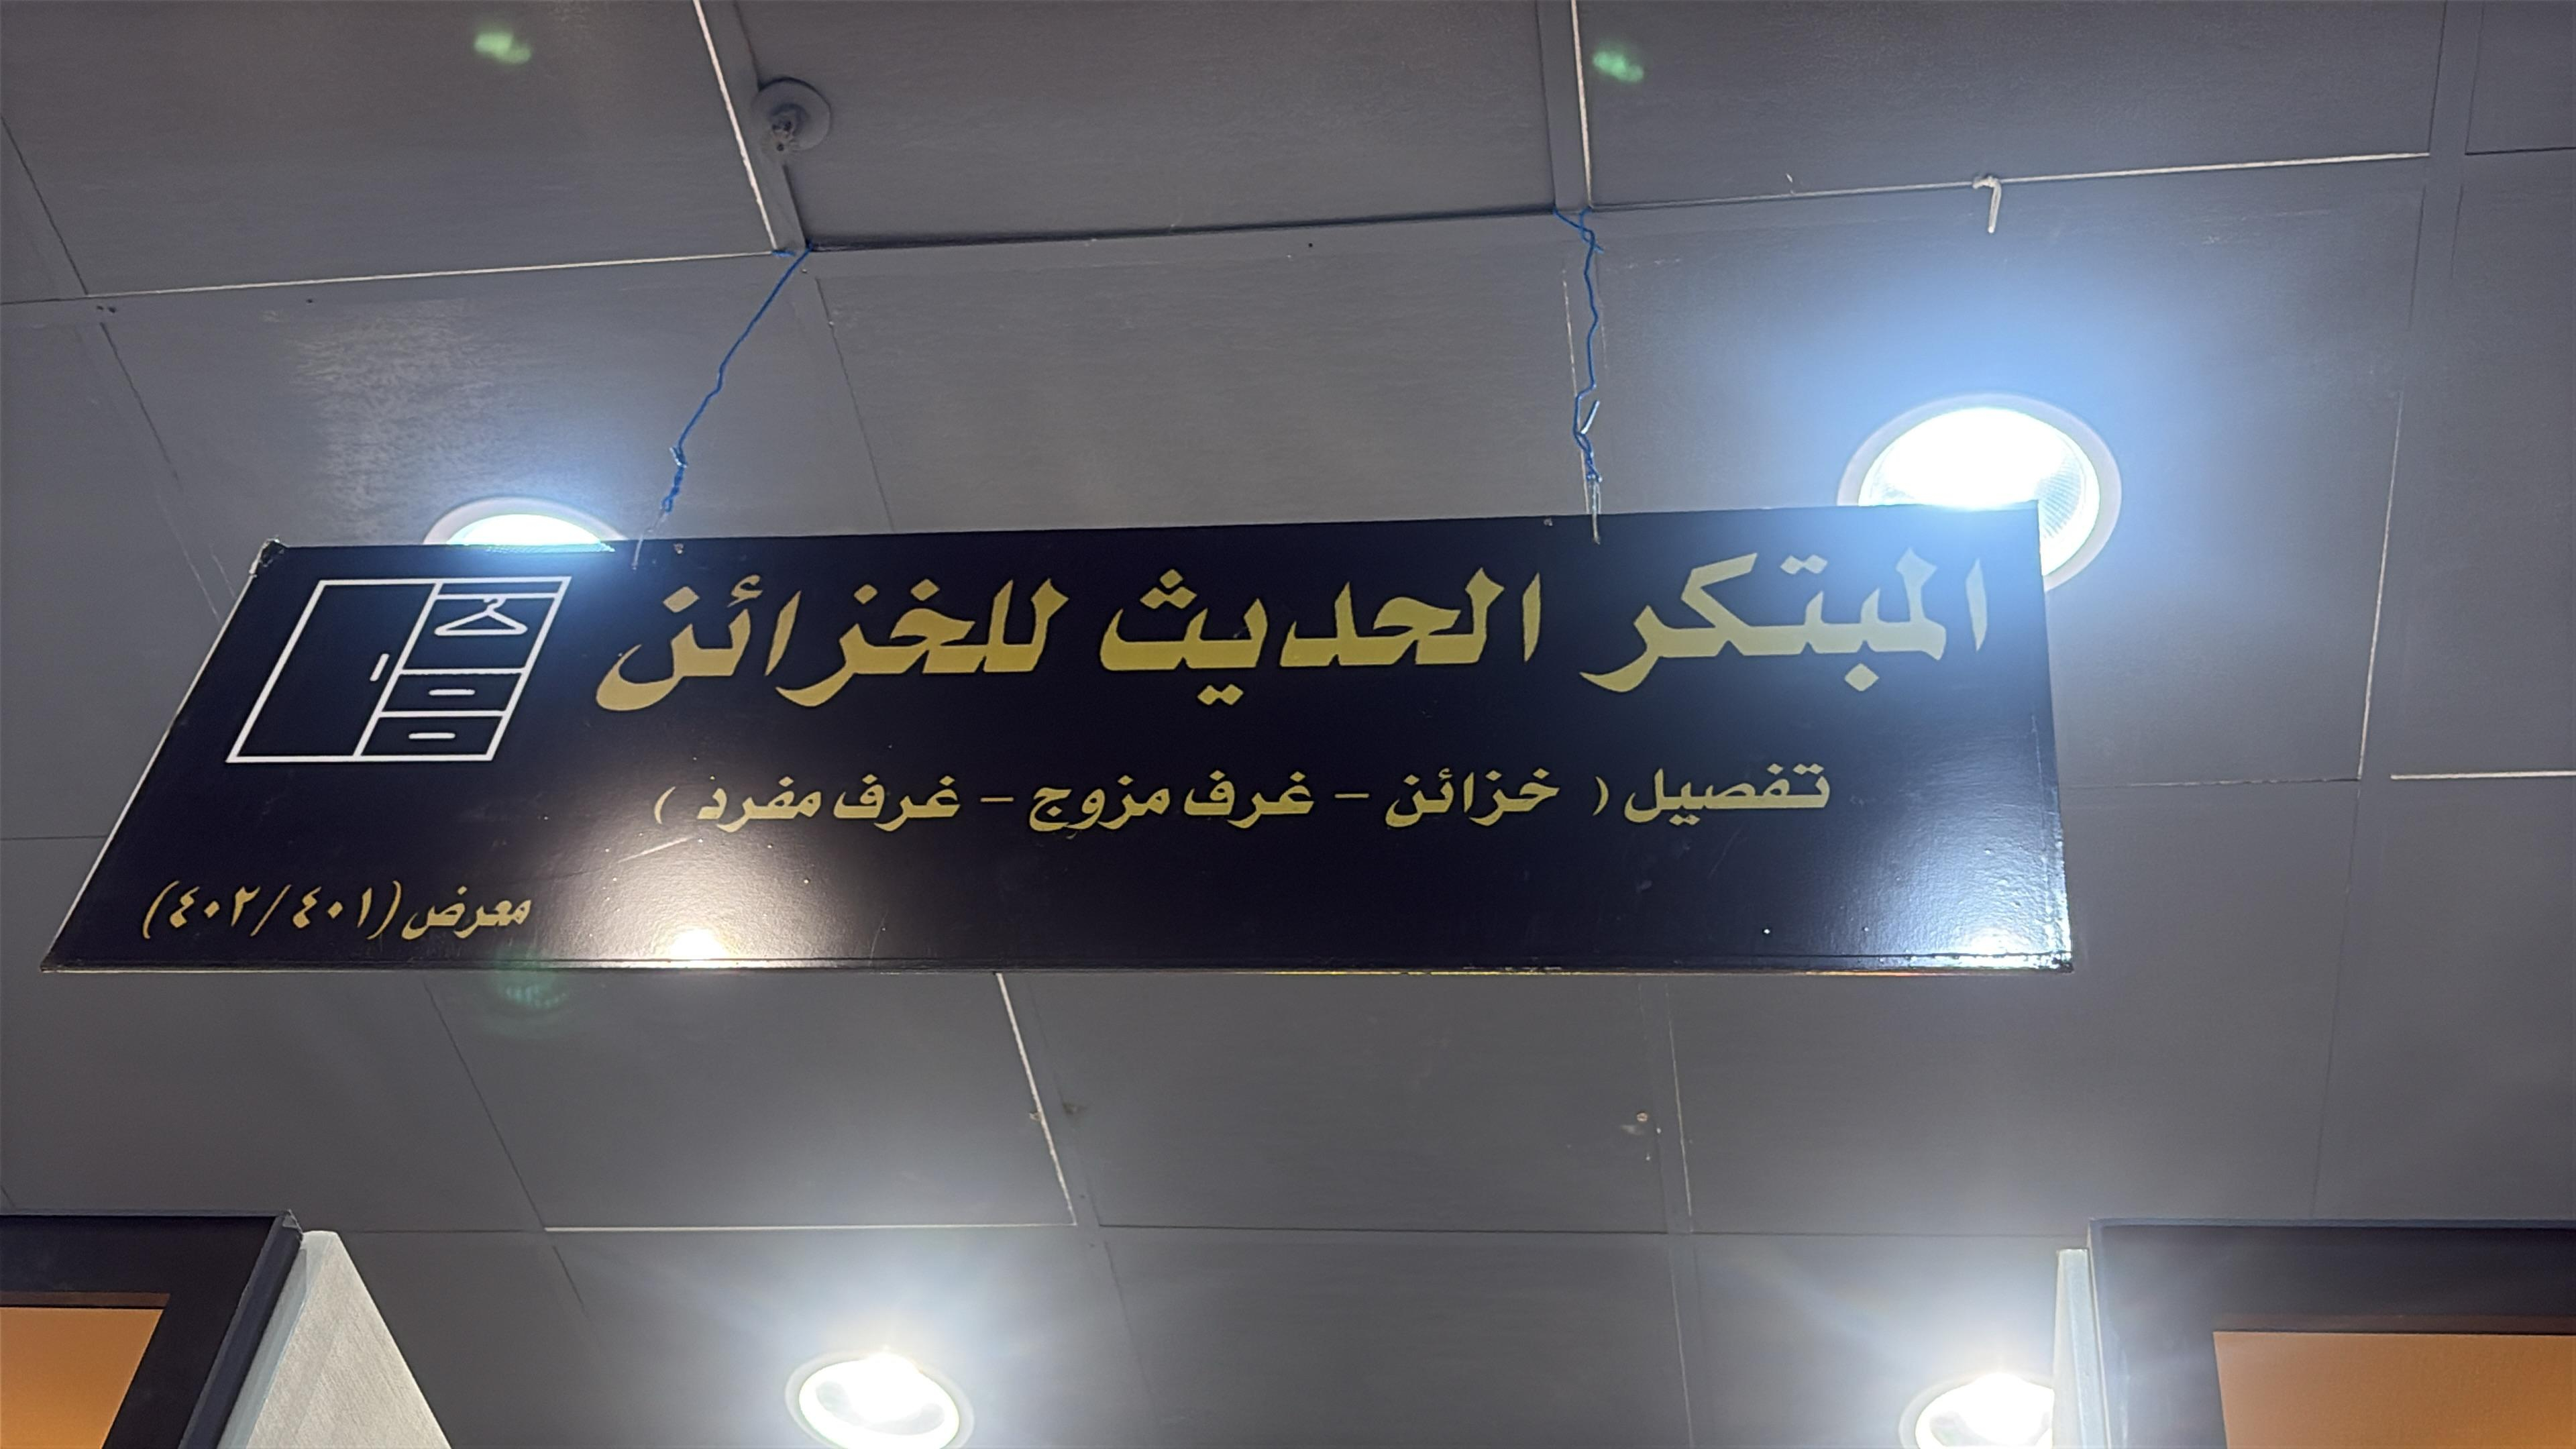 المبتكر الحديث للخزائن
تفصيل ( خزائن - غرف مزوج - غرف مفرد )
معرض (٤٠١/٤٠٢)